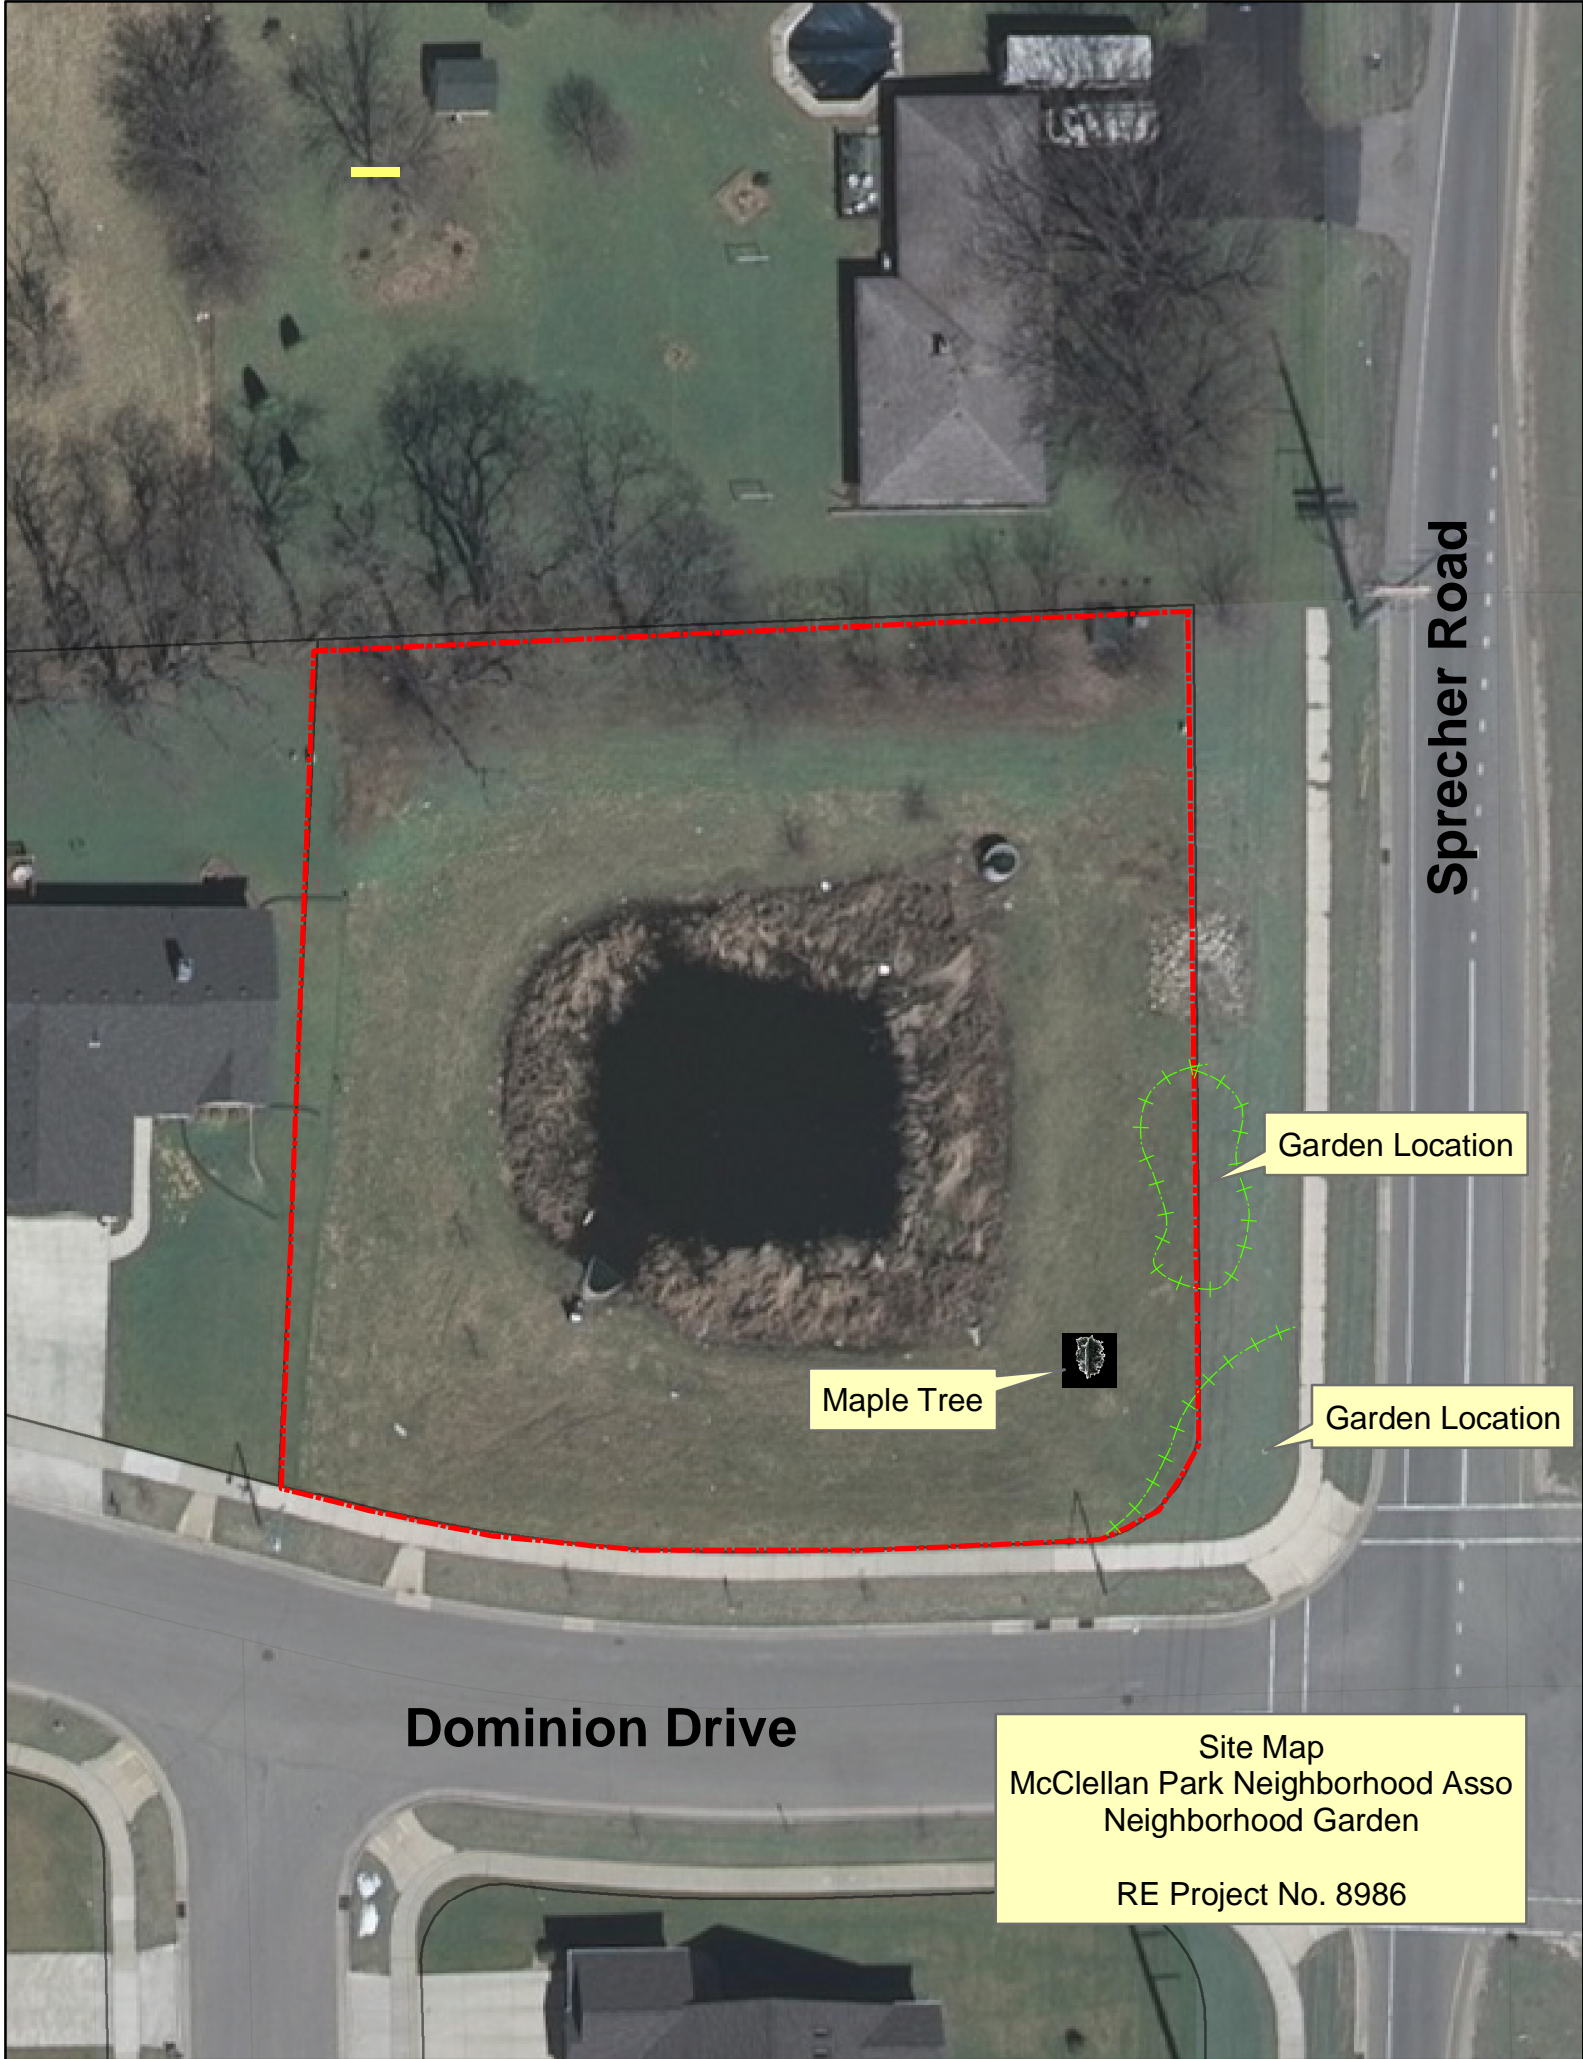 Sprecher Road
Garden Location
Maple Tree
Garden Location
Dominion Drive
Site Map
McClellan Park Neighborhood Asso
Neighborhood Garden
RE Project No. 8986